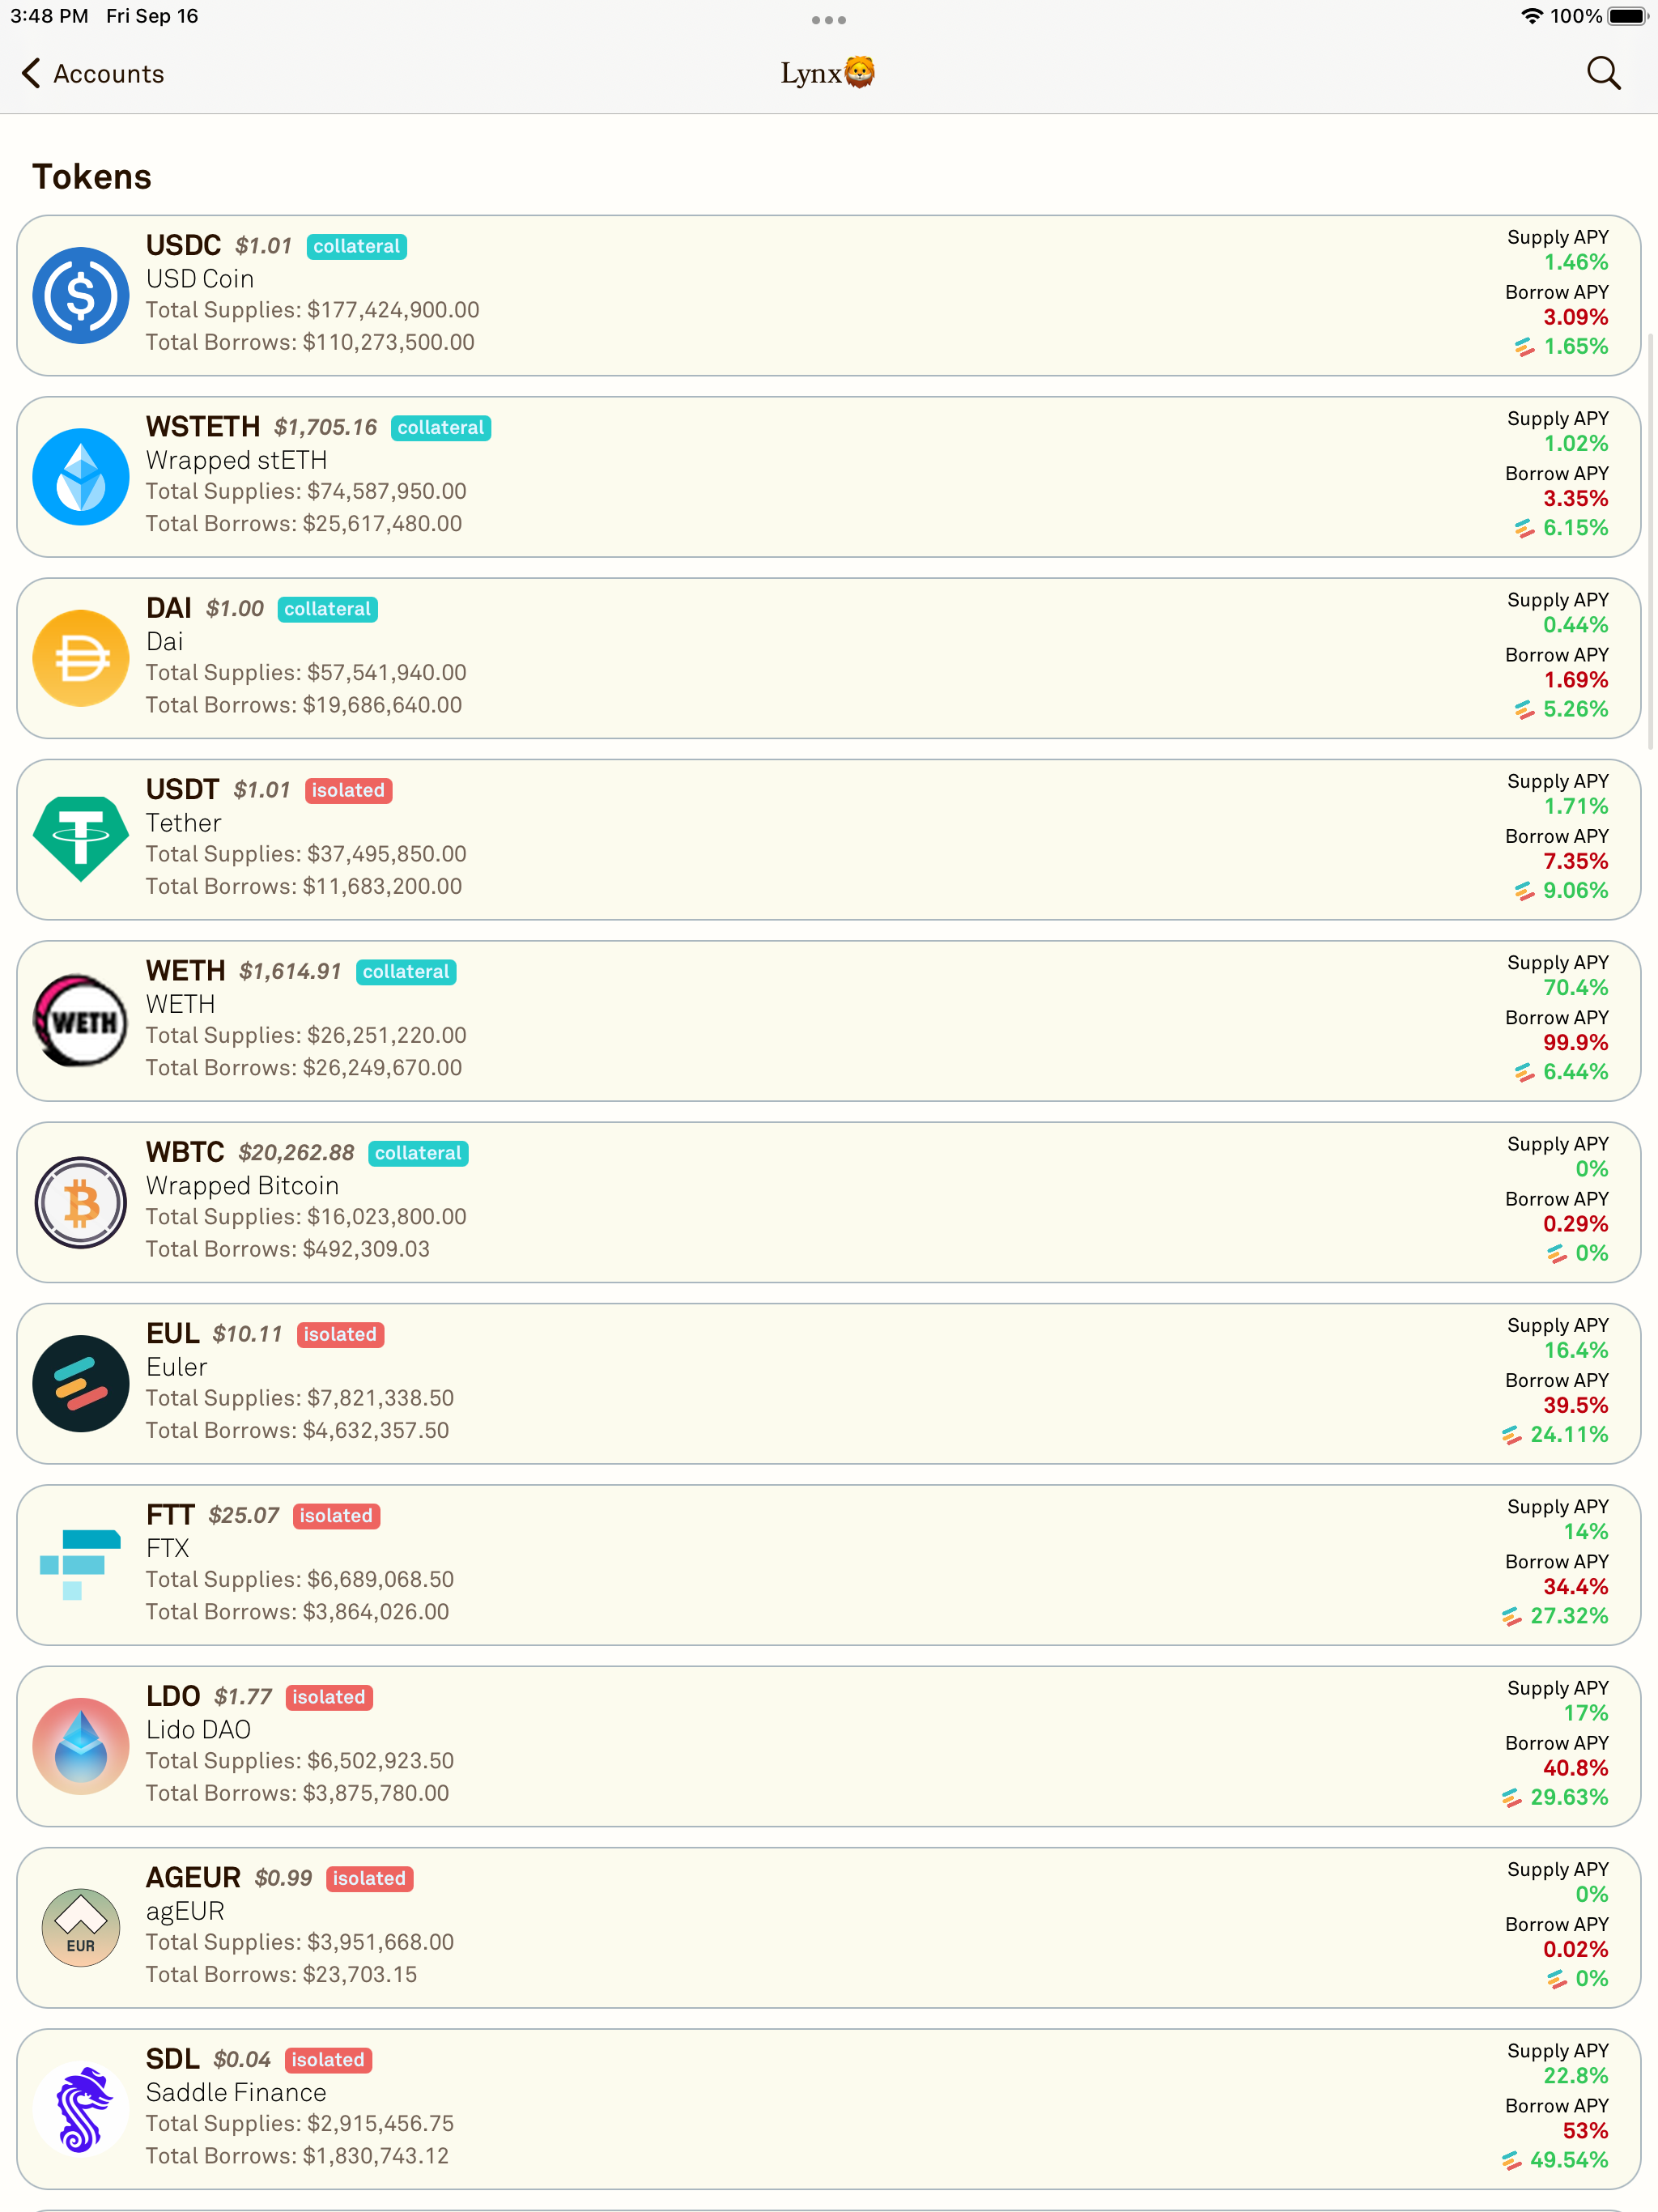 3:48 PM Fri Sep 16
100%
Accounts
Lynx🦁
Tokens
USDC $1.01 collateral
USD Coin
Total Supplies: $177,424,900.00
Total Borrows: $110,273,500.00
Supply APY
1.46%
Borrow APY
3.09%
1.65%
WSTETH $1,705.16 collateral
Wrapped stETH
Total Supplies: $74,587,950.00
Total Borrows: $25,617,480.00
Supply APY
1.02%
Borrow APY
3.35%
6.15%
DAI $1.00 collateral
Dai
Total Supplies: $57,541,940.00
Total Borrows: $19,686,640.00
Supply APY
0.44%
Borrow APY
1.69%
5.26%
USDT $1.01 isolated
Tether
Total Supplies: $37,495,850.00
Total Borrows: $11,683,200.00
Supply APY
1.71%
Borrow APY
7.35%
9.06%
WETH
WETH $1,614.91 collateral
WETH
Total Supplies: $26,251,220.00
Total Borrows: $26,249,670.00
Supply APY
70.4%
Borrow APY
99.9%
6.44%
WBTC $20,262.88 collateral
Wrapped Bitcoin
Total Supplies: $16,023,800.00
Total Borrows: $492,309.03
Supply APY
0%
Borrow APY
0.29%
0%
EUL $10.11 isolated
Euler
Total Supplies: $7,821,338.50
Total Borrows: $4,632,357.50
Supply APY
16.4%
Borrow APY
39.5%
24.11%
FTT $25.07 isolated
FTX
Total Supplies: $6,689,068.50
Total Borrows: $3,864,026.00
Supply APY
14%
Borrow APY
34.4%
27.32%
LDO $1.77 isolated
Lido DAO
Total Supplies: $6,502,923.50
Total Borrows: $3,875,780.00
Supply APY
17%
Borrow APY
40.8%
29.63%
EUR
AGEUR $0.99 isolated
agEUR
Total Supplies: $3,951,668.00
Total Borrows: $23,703.15
Supply APY
0%
Borrow APY
0.02%
0%
SDL $0.04 isolated
Saddle Finance
Total Supplies: $2,915,456.75
Total Borrows: $1,830,743.12
Supply APY
22.8%
Borrow APY
53%
49.54%